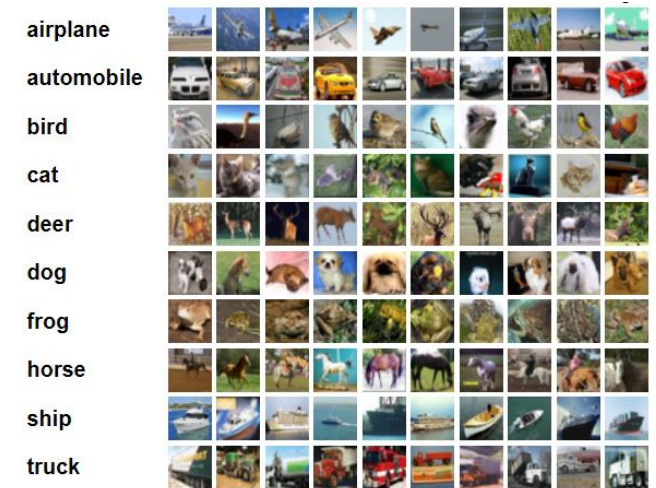 airplane
automobile
bird
cat
deer
dog
frog
horse
ship
truck